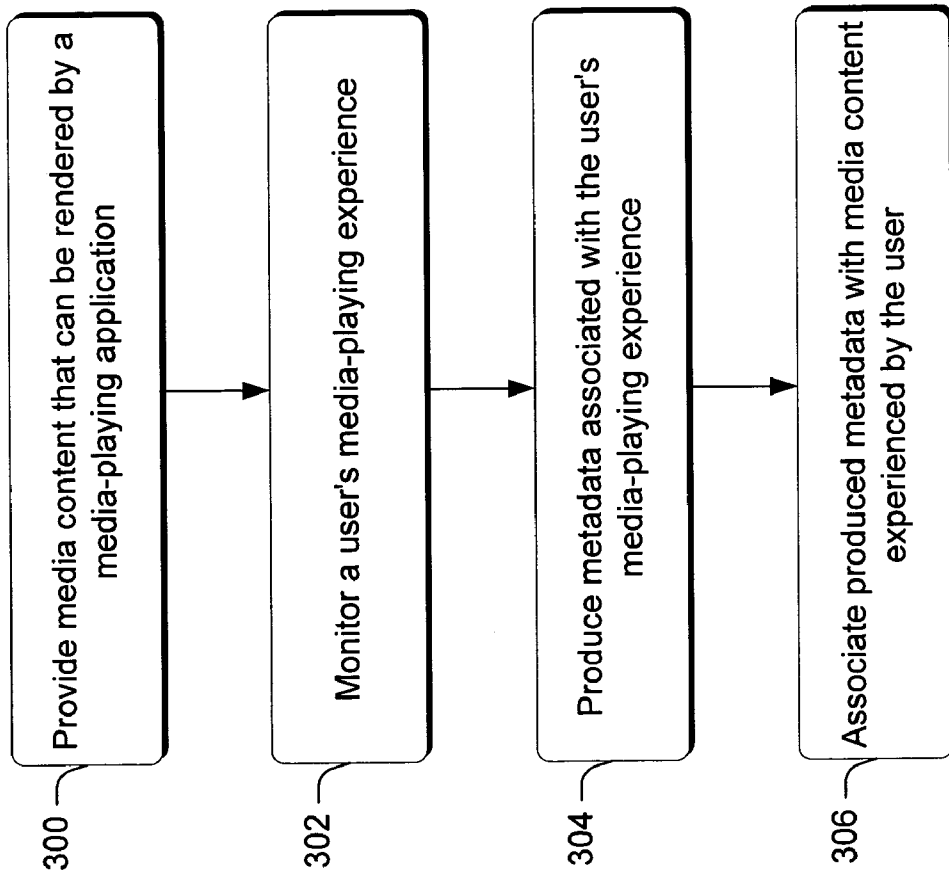 300
Provide media content that can be rendered by a
media-playing application
302
Monitor a user's media-playing experience
304
Produce metadata associated with the user's
media-playing experience
306
Associate produced metadata with media content
experienced by the user